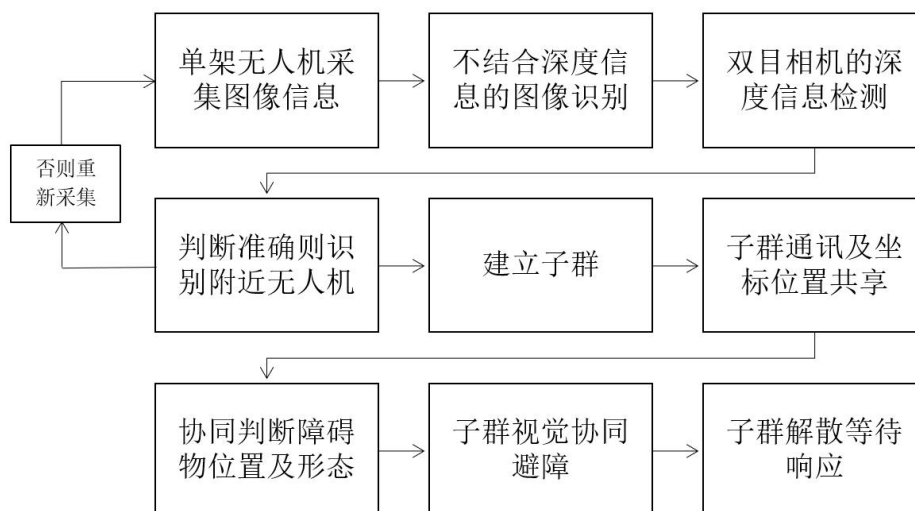 单架无人机采
集图像信息
不结合深度信
息的图像识别
双目相机的深
度信息检测
否则重
新采集
判断准确则识
别附近无人机
建立子群
子群通讯及坐
标位置共享
协同判断障碍
物位置及形态
子群视觉协同
避障
子群解散等待
响应